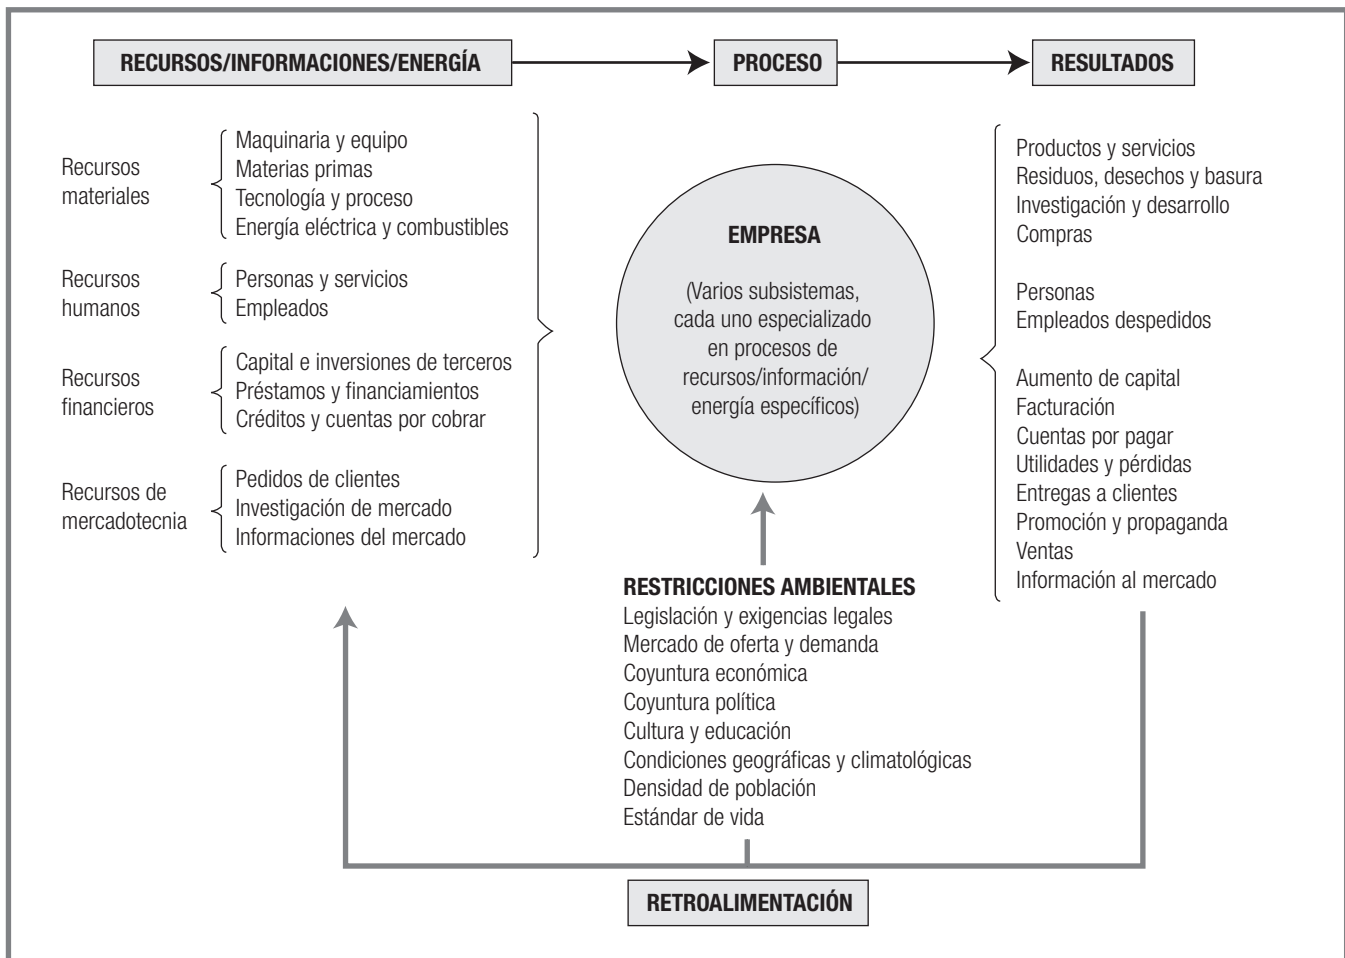 RECURSOS/INFORMACIONES/ENERGÍA
PROCESO
RESULTADOS
Recursos
materiales
Maquinaria y equipo
Materias primas
Tecnología y proceso
Energía eléctrica y combustibles
Recursos
humanos
Personas y servicios
Empleados
Recursos
financieros
Capital e inversiones de terceros
Préstamos y financiamientos
Créditos y cuentas por cobrar
Recursos de
mercadotecnia
Pedidos de clientes
Investigación de mercado
Informaciones del mercado
EMPRESA
(Varios subsistemas,
cada uno especializado
en procesos de
recursos/información/
energía específicos)
Productos y servicios
Residuos, desechos y basura
Investigación y desarrollo
Compras
Personas
Empleados despedidos
Aumento de capital
Facturación
Cuentas por pagar
Utilidades y pérdidas
Entregas a clientes
Promoción y propaganda
Ventas
Información al mercado
RESTRICCIONES AMBIENTALES
Legislación y exigencias legales
Mercado de oferta y demanda
Coyuntura económica
Coyuntura política
Cultura y educación
Condiciones geográficas y climatológicas
Densidad de población
Estándar de vida
RETROALIMENTACIÓN